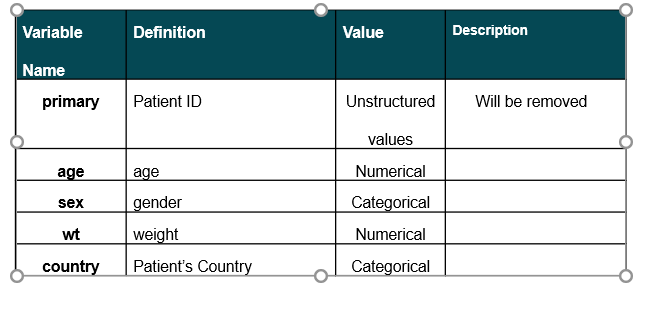 Variable Name Definition Value Description
primary Patient ID Unstructured values Will be removed
age age Numerical
sex gender Categorical
wt weight Numerical
country Patient’s Country Categorical